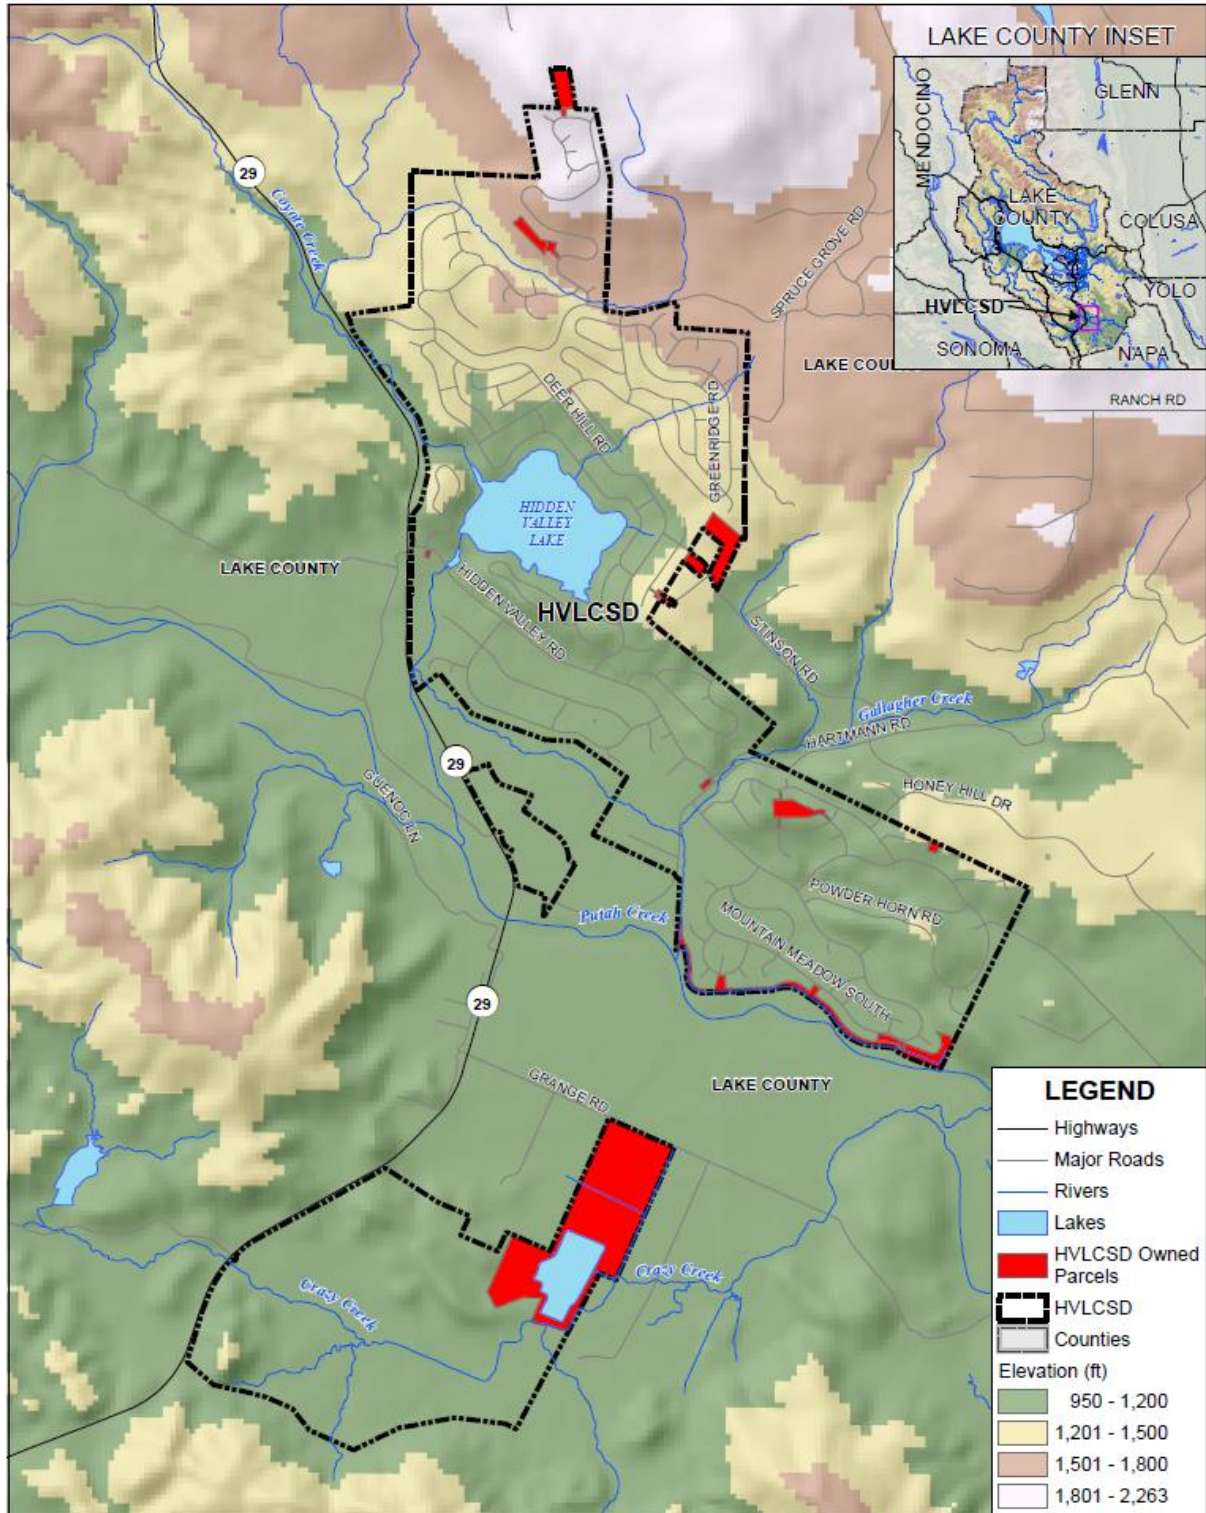 LAKE COUNTY INSET
MENDOCINO
GLENN
LAKE
COUNTY
COLUSA
YOLO
HVLCSD
SONOMA
NAPA
29
Coyote Creek
SPRUCE GROVE RD
LAKE COU
RANCH RD
DEER HILL RD
GREENRIDGE RD
HIDDEN
VALLEY
LAKE
LAKE COUNTY
HIDDEN VALLEY RD
HVLCSD
STINSON RD
Gallagher Creek
HARTMANN RD
29
GUENOC LN
HONEY HILL DR
POWDER HORN RD
Putah Creek
MOUNTAIN MEADOW SOUTH
29
GRANGE RD
LAKE COUNTY
Crazy Creek
Crazy Creek
LEGEND
Highways
Major Roads
Rivers
Lakes
HVLCSD Owned
Parcels
HVLCSD
Counties
Elevation (ft)
950 - 1,200
1,201 - 1,500
1,501 - 1,800
1,801 - 2,263